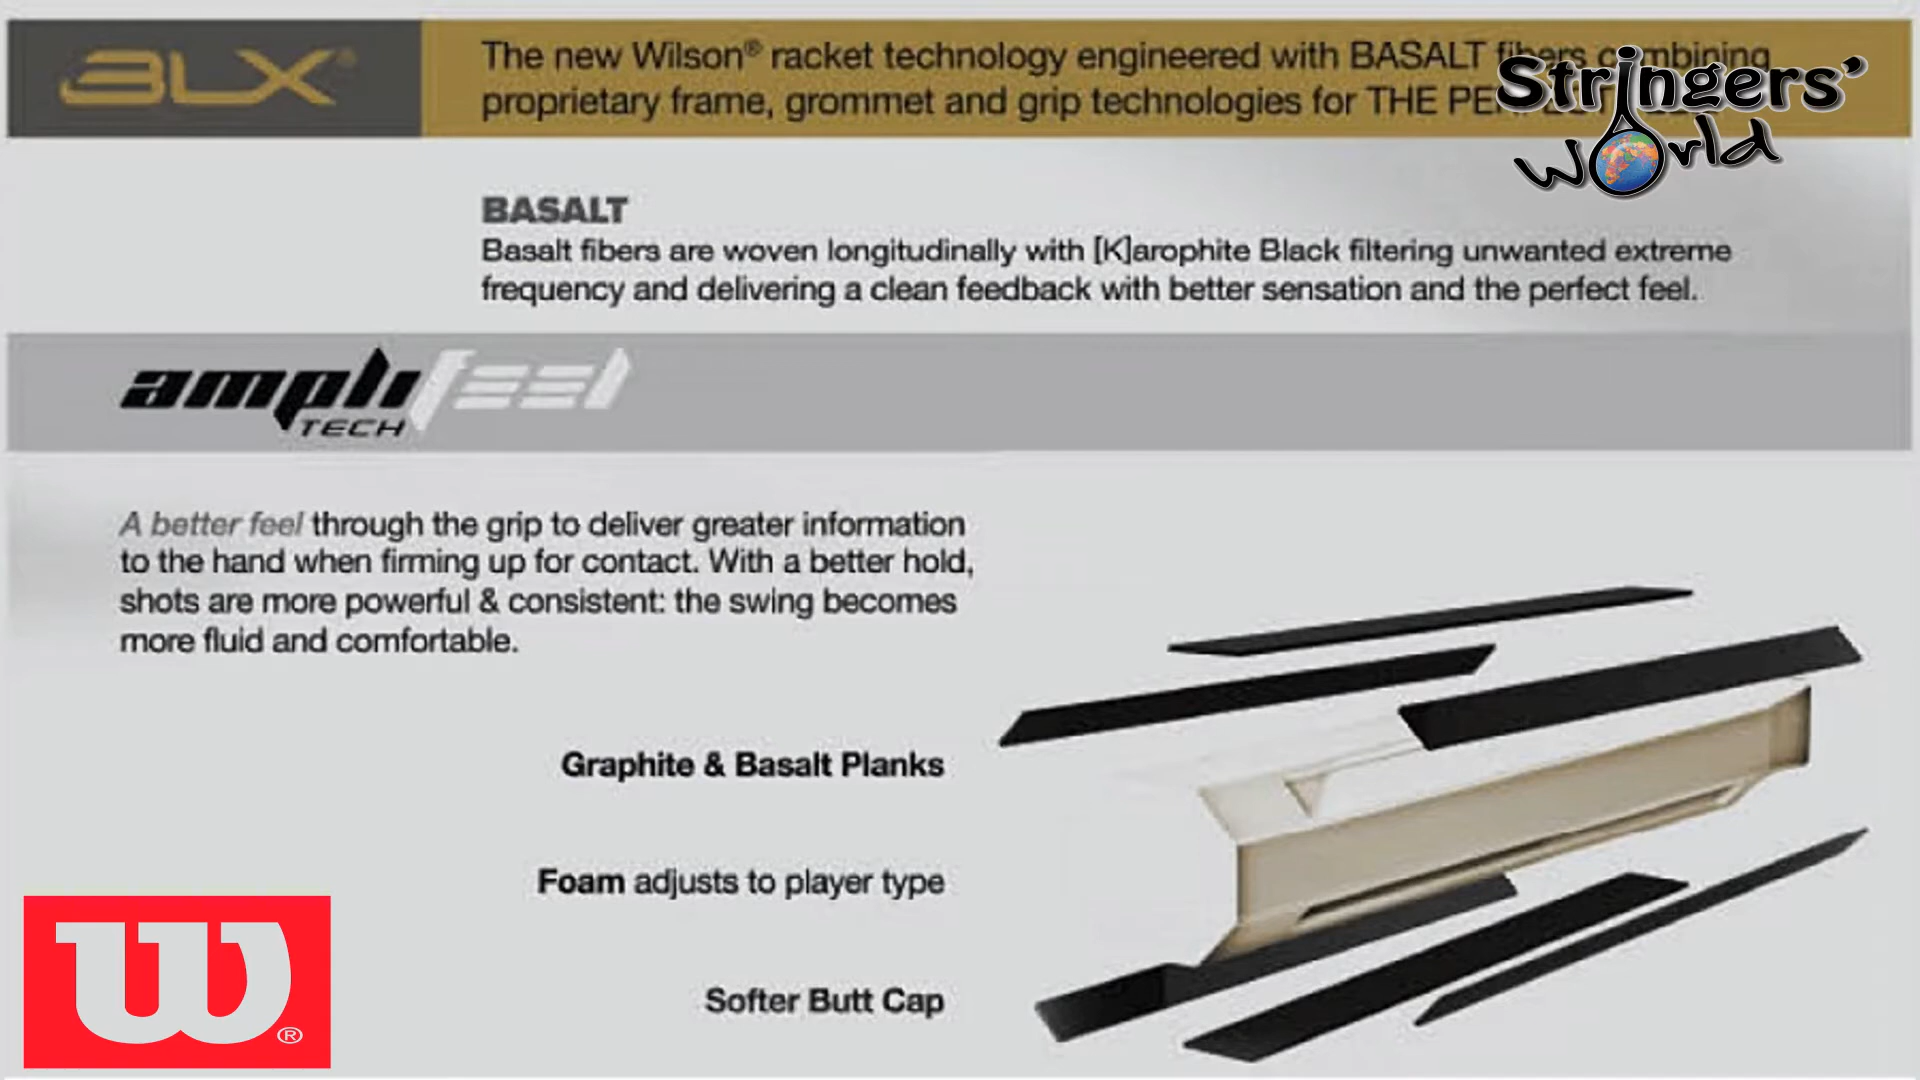 BLX®
The new Wilson® racket technology engineered with BASALT fibers combining
proprietary frame, grommet and grip technologies for THE
Stringers'
World
BASALT
Basalt fibers are woven longitudinally with [K]arophite Black filtering unwanted extreme
frequency and delivering a clean feedback with better sensation and the perfect feel.
amplifeel
TECH
A better feel through the grip to deliver greater information
to the hand when firming up for contact. With a better hold,
shots are more powerful & consistent: the swing becomes
more fluid and comfortable.
Graphite & Basalt Planks
Foam adjusts to player type
Softer Butt Cap
W®